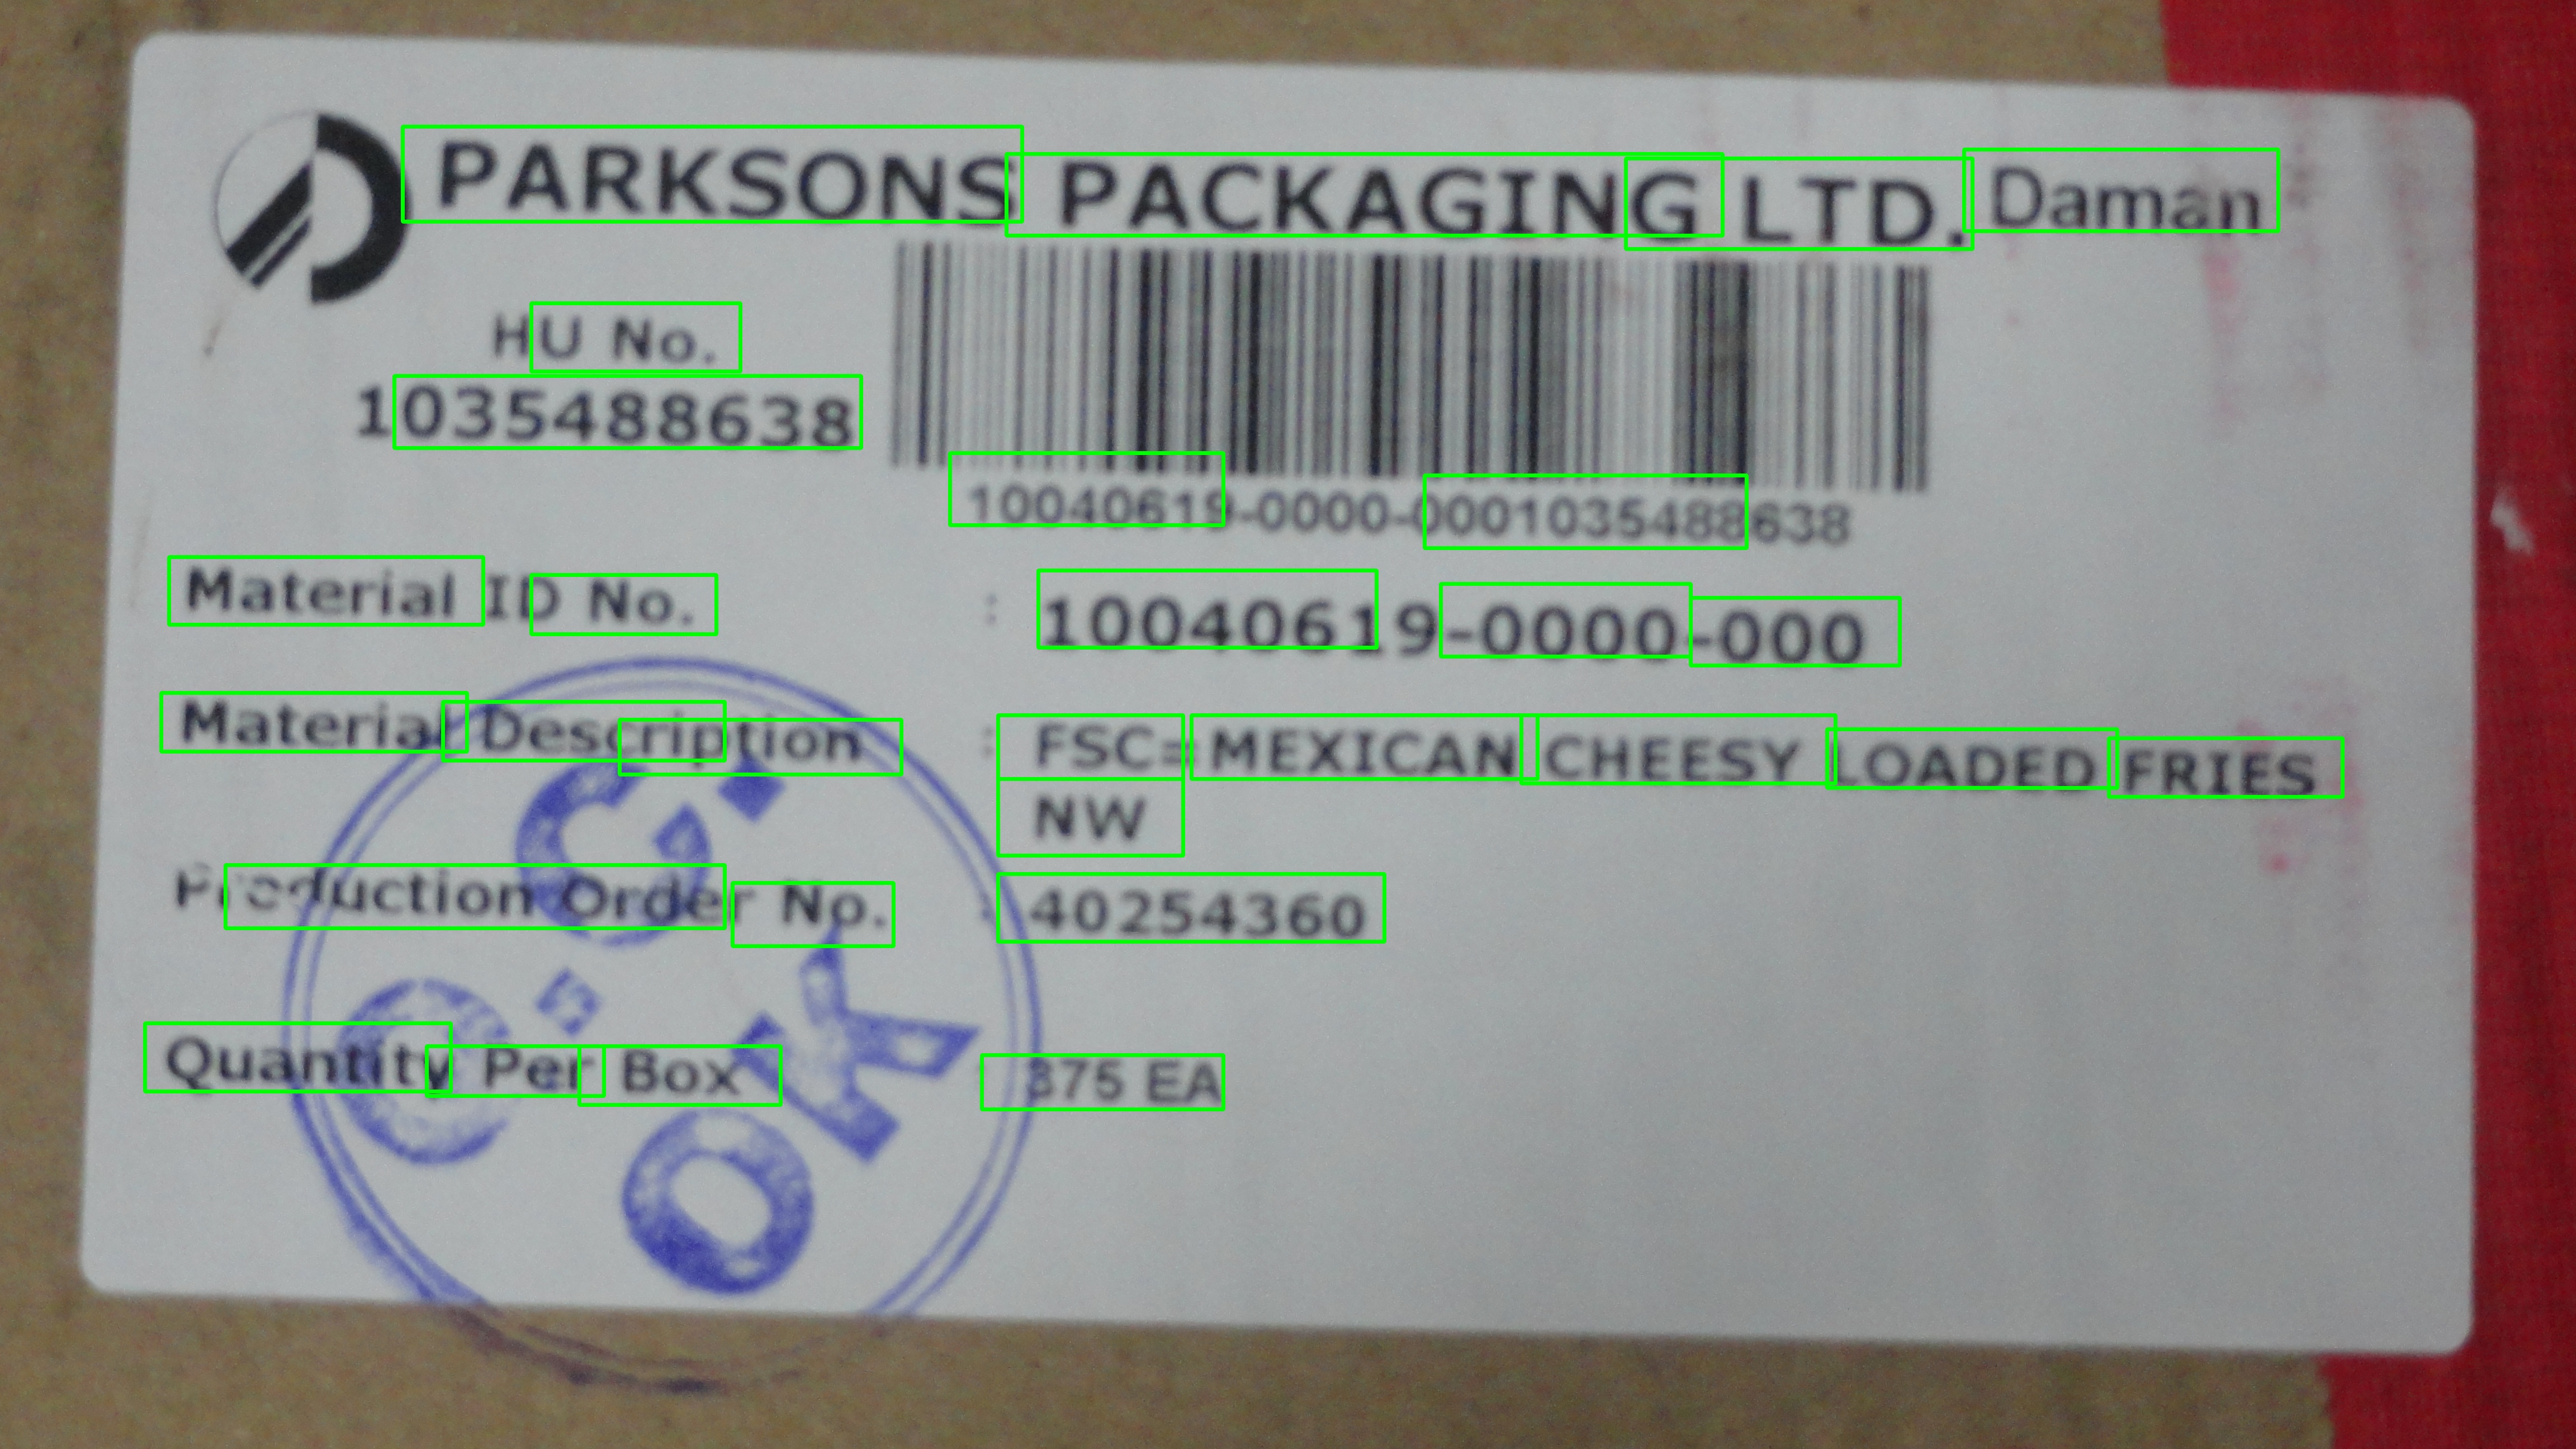 PARKSONS PACKAGING LTD. Daman
HU No.
1035488638
10040619-0000-0001035488638
Material ID No. : 10040619-0000-000
Material Description : FSC=MEXICAN CHEESY LOADED FRIES
NW
Production Order No. : 40254360
Quantity Per Box : 375 EA
Q.C.
OK